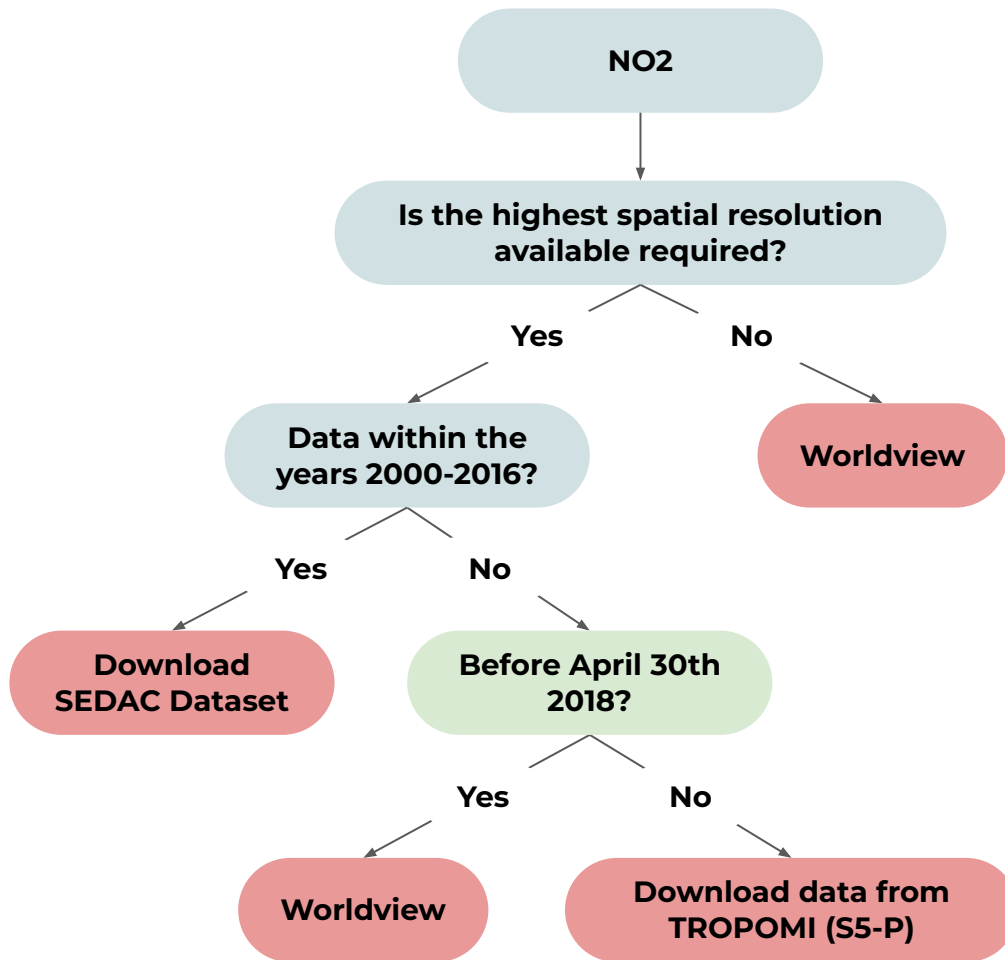 NO2
Is the highest spatial resolution
available required?
Yes
No
Data within the
years 2000-2016?
Worldview
Yes
No
Download
SEDAC Dataset
Before April 30th
2018?
Yes
No
Worldview
Download data from
TROPOMI (S5-P)